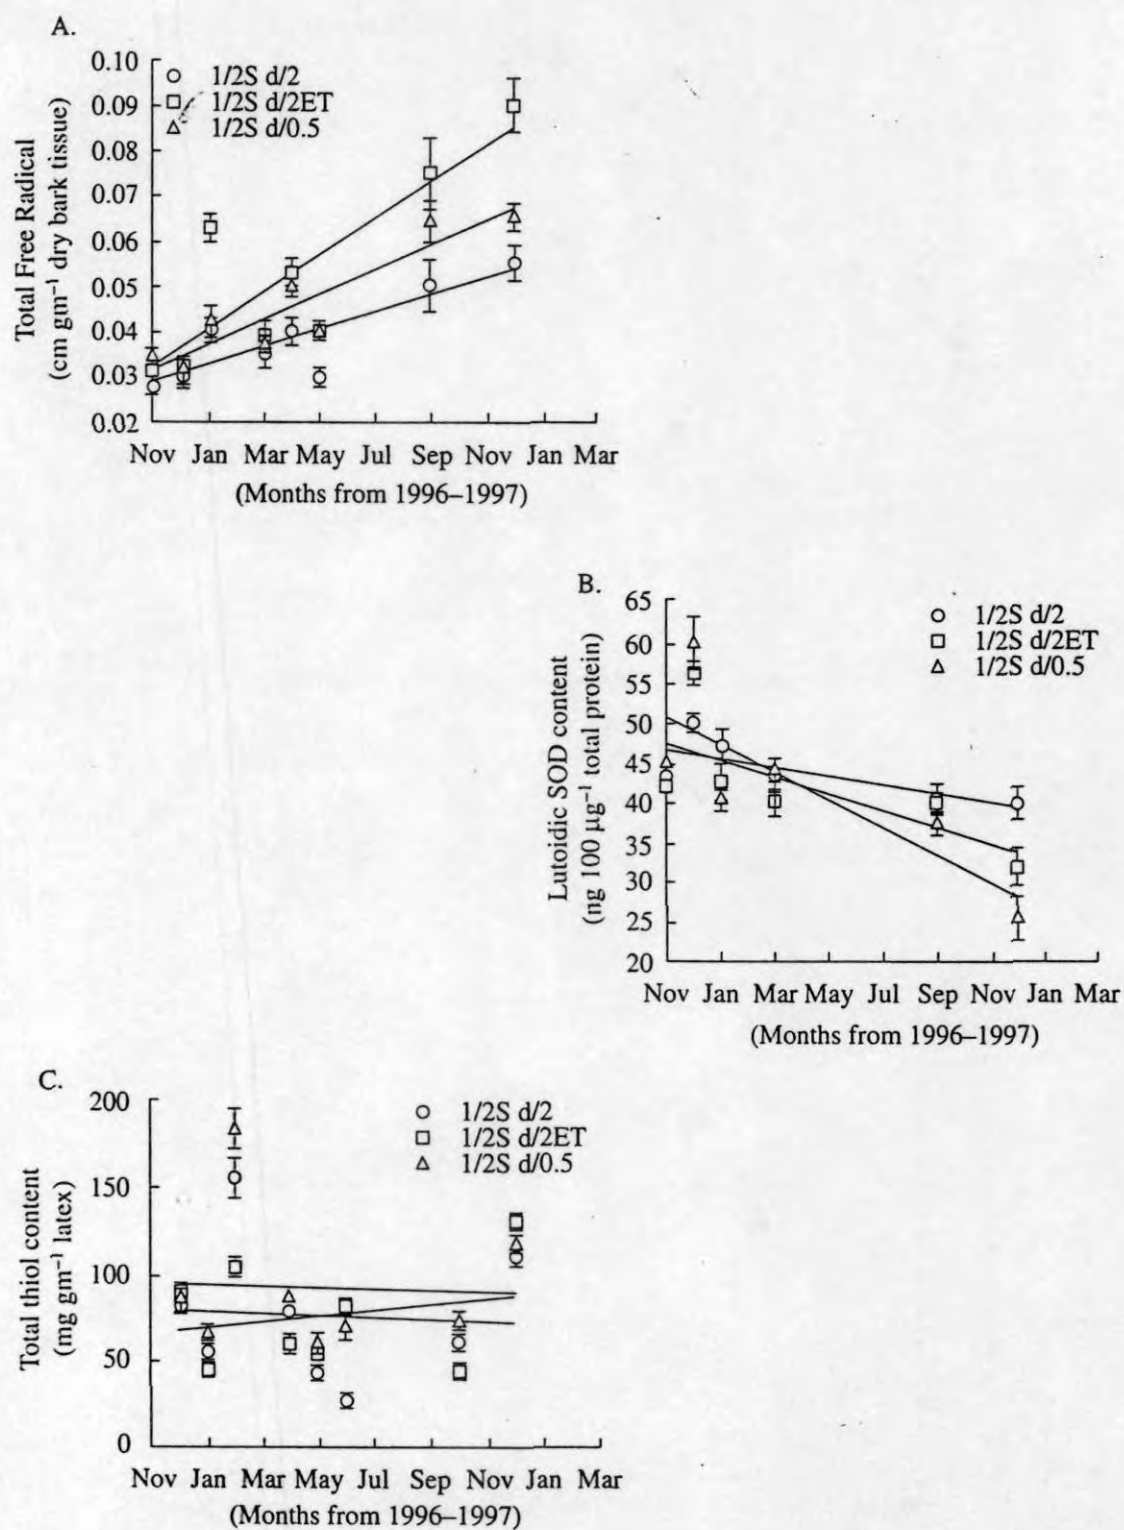 A.
Total Free Radical
(cm gm⁻¹ dry bark tissue)
0.10
0.09
0.08
0.07
0.06
0.05
0.04
0.03
0.02
1/2S d/2
1/2S d/2ET
1/2S d/0.5
Nov Jan Mar May Jul Sep Nov Jan Mar
(Months from 1996–1997)
B.
Lutoidic SOD content
(ng 100 μg⁻¹ total protein)
65
60
55
50
45
40
35
30
25
20
1/2S d/2
1/2S d/2ET
1/2S d/0.5
Nov Jan Mar May Jul Sep Nov Jan Mar
(Months from 1996–1997)
C.
Total thiol content
(mg gm⁻¹ latex)
200
150
100
50
0
1/2S d/2
1/2S d/2ET
1/2S d/0.5
Nov Jan Mar May Jul Sep Nov Jan Mar
(Months from 1996–1997)